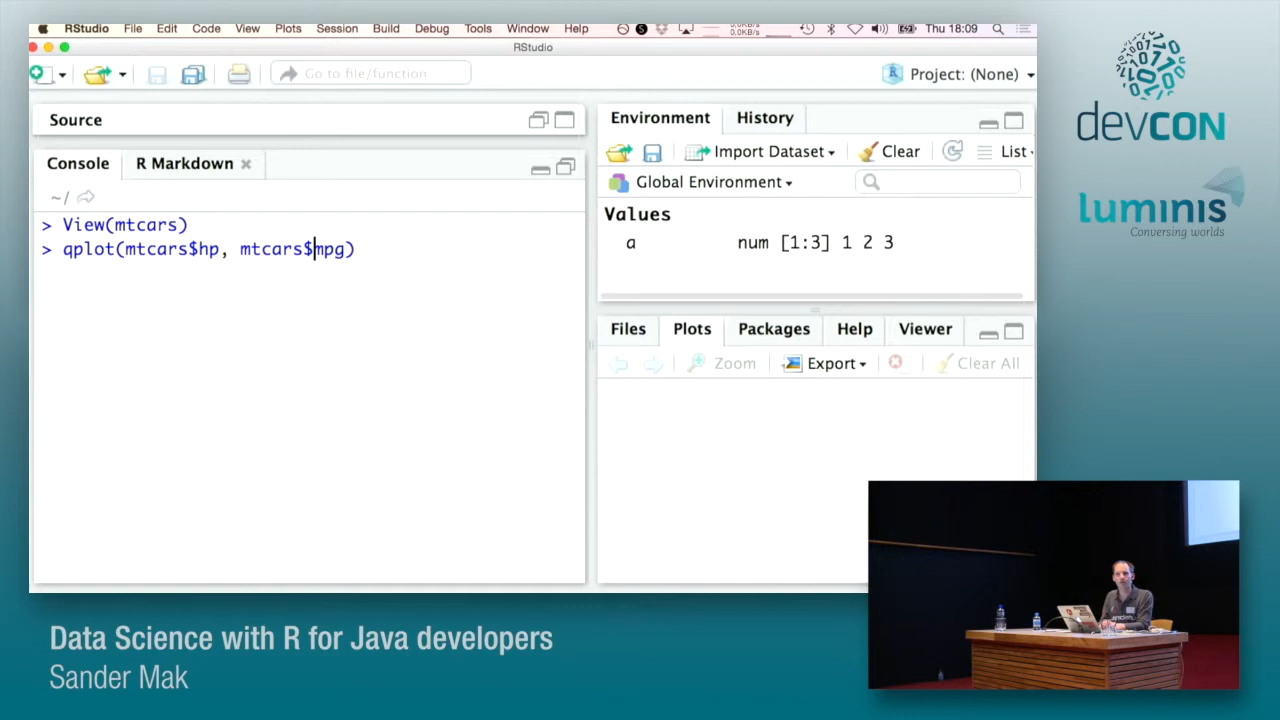 RStudio File Edit Code View Plots Session Build Debug Tools Window Help 0.0KB/s Thu 18:09
RStudio
Go to file/function
Project: (None)
Source
Console R Markdown
~/
> View(mtcars)
> qplot(mtcars$hp, mtcars$mpg)
Environment History
Import Dataset Clear List
Global Environment
Values
a num [1:3] 1 2 3
Files Plots Packages Help Viewer
Zoom Export Clear All
devcon
luminis
Conversing worlds
Data Science with R for Java developers
Sander Mak